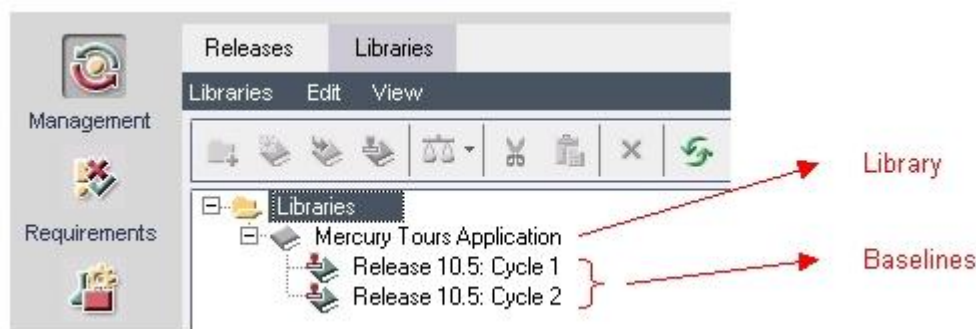 Releases Libraries
Libraries Edit View
Management
Requirements
Libraries
Mercury Tours Application
Release 10.5: Cycle 1
Release 10.5: Cycle 2
Library
Baselines